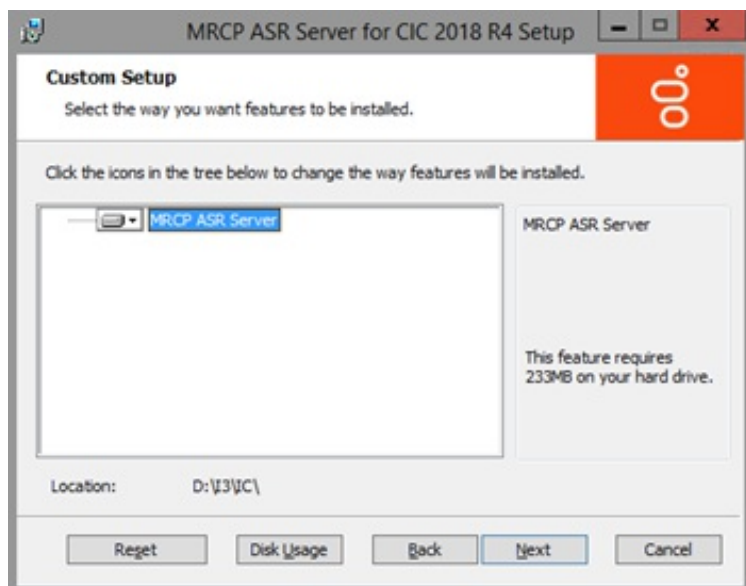 MRCP ASR Server for CIC 2018 R4 Setup
Custom Setup
Select the way you want features to be installed.
Click the icons in the tree below to change the way features will be installed.
MRCP ASR Server
MRCP ASR Server
This feature requires
233MB on your hard drive.
Location: D:\I3\IC\
Reset Disk Usage Back Next Cancel